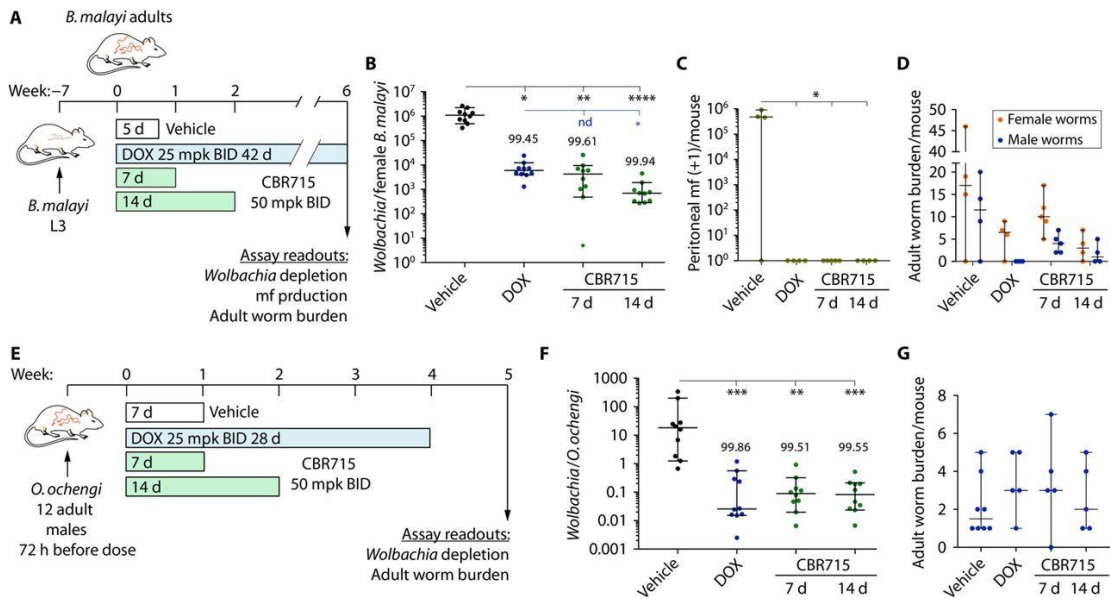 A
B. malayi adults
Week: −7 0 1 2 6
5 d Vehicle
DOX 25 mpk BID 42 d
7 d
14 d
CBR715
50 mpk BID
B. malayi
L3
Assay readouts:
Wolbachia depletion
mf prduction
Adult worm burden
B
Wolbachia/female B. malayi
10⁷
10⁶
10⁵
10⁴
10³
10²
10¹
10⁰
* ** ****
nd *
99.45 99.61 99.94
Vehicle DOX 7 d 14 d
CBR715
C
Peritoneal mf (+1)/mouse
10⁶
10⁵
10⁴
10³
10²
10¹
10⁰
*
Vehicle DOX 7 d 14 d
CBR715
D
Adult worm burden/mouse
50
45
40
20
15
10
5
0
Female worms
Male worms
Vehicle DOX 7 d 14 d
CBR715
E
Week: 0 1 2 3 4 5
7 d Vehicle
DOX 25 mpk BID 28 d
7 d
14 d
CBR715
50 mpk BID
O. ochengi
12 adult
males
72 h before dose
Assay readouts:
Wolbachia depletion
Adult worm burden
F
Wolbachia/O. ochengi
1000
100
10
1
0.1
0.01
0.001
*** ** ***
99.86 99.51 99.55
Vehicle DOX 7 d 14 d
CBR715
G
Adult worm burden/mouse
8
6
4
2
0
Vehicle DOX 7 d 14 d
CBR715